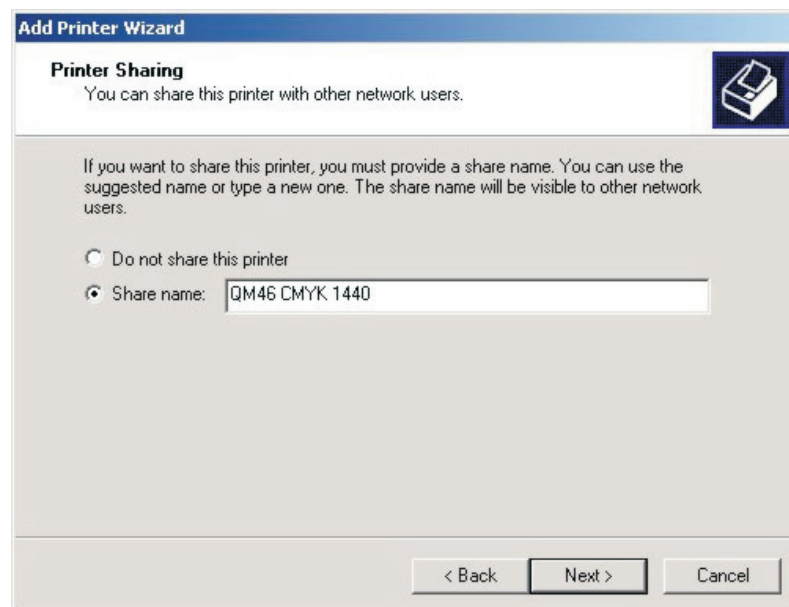 Add Printer Wizard
Printer Sharing
You can share this printer with other network users.
If you want to share this printer, you must provide a share name. You can use the
suggested name or type a new one. The share name will be visible to other network
users.
Do not share this printer
Share name: QM46 CMYK 1440
< Back Next > Cancel